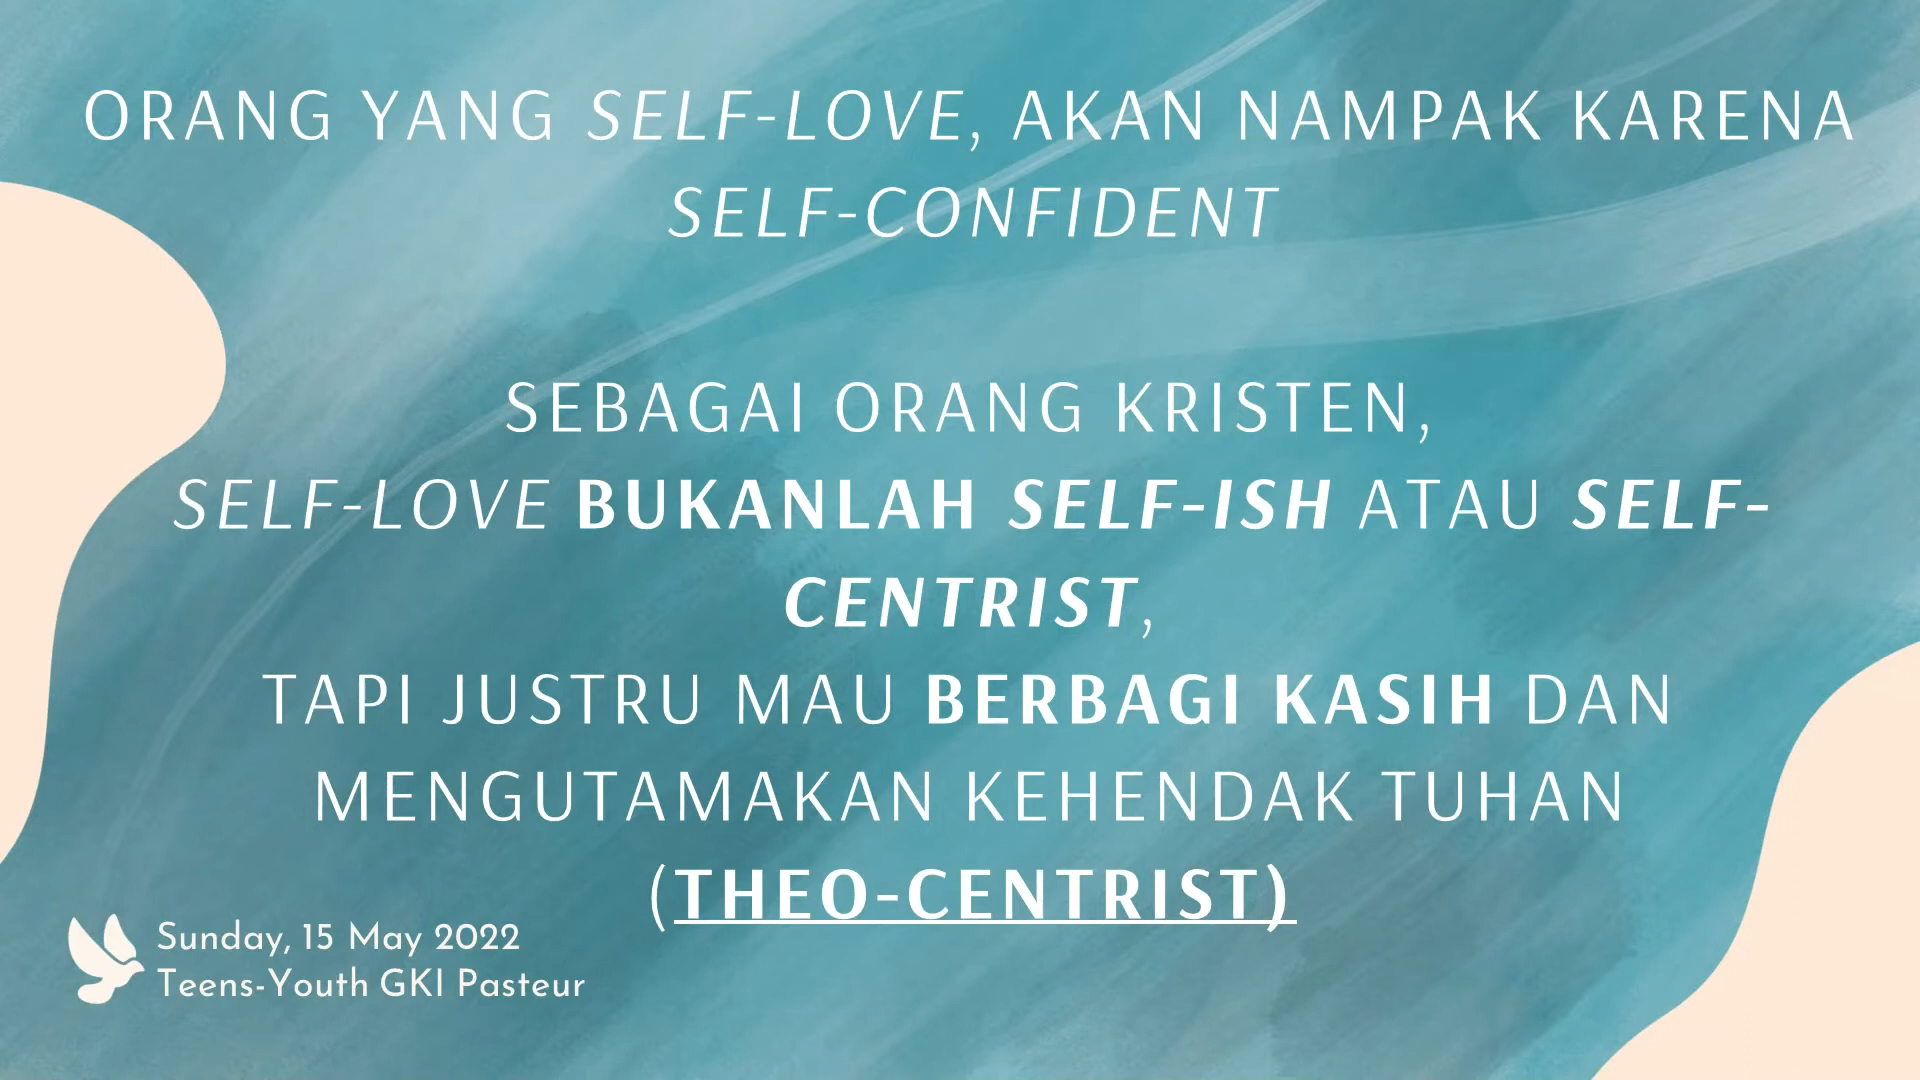 ORANG YANG SELF-LOVE, AKAN NAMPAK KARENA
SELF-CONFIDENT
SEBAGAI ORANG KRISTEN,
SELF-LOVE BUKANLAH SELF-ISH ATAU SELF-
CENTRIST,
TAPI JUSTRU MAU BERBAGI KASIH DAN
MENGUTAMAKAN KEHENDAK TUHAN
(THEO-CENTRIST)
Sunday, 15 May 2022
Teens-Youth GKI Pasteur